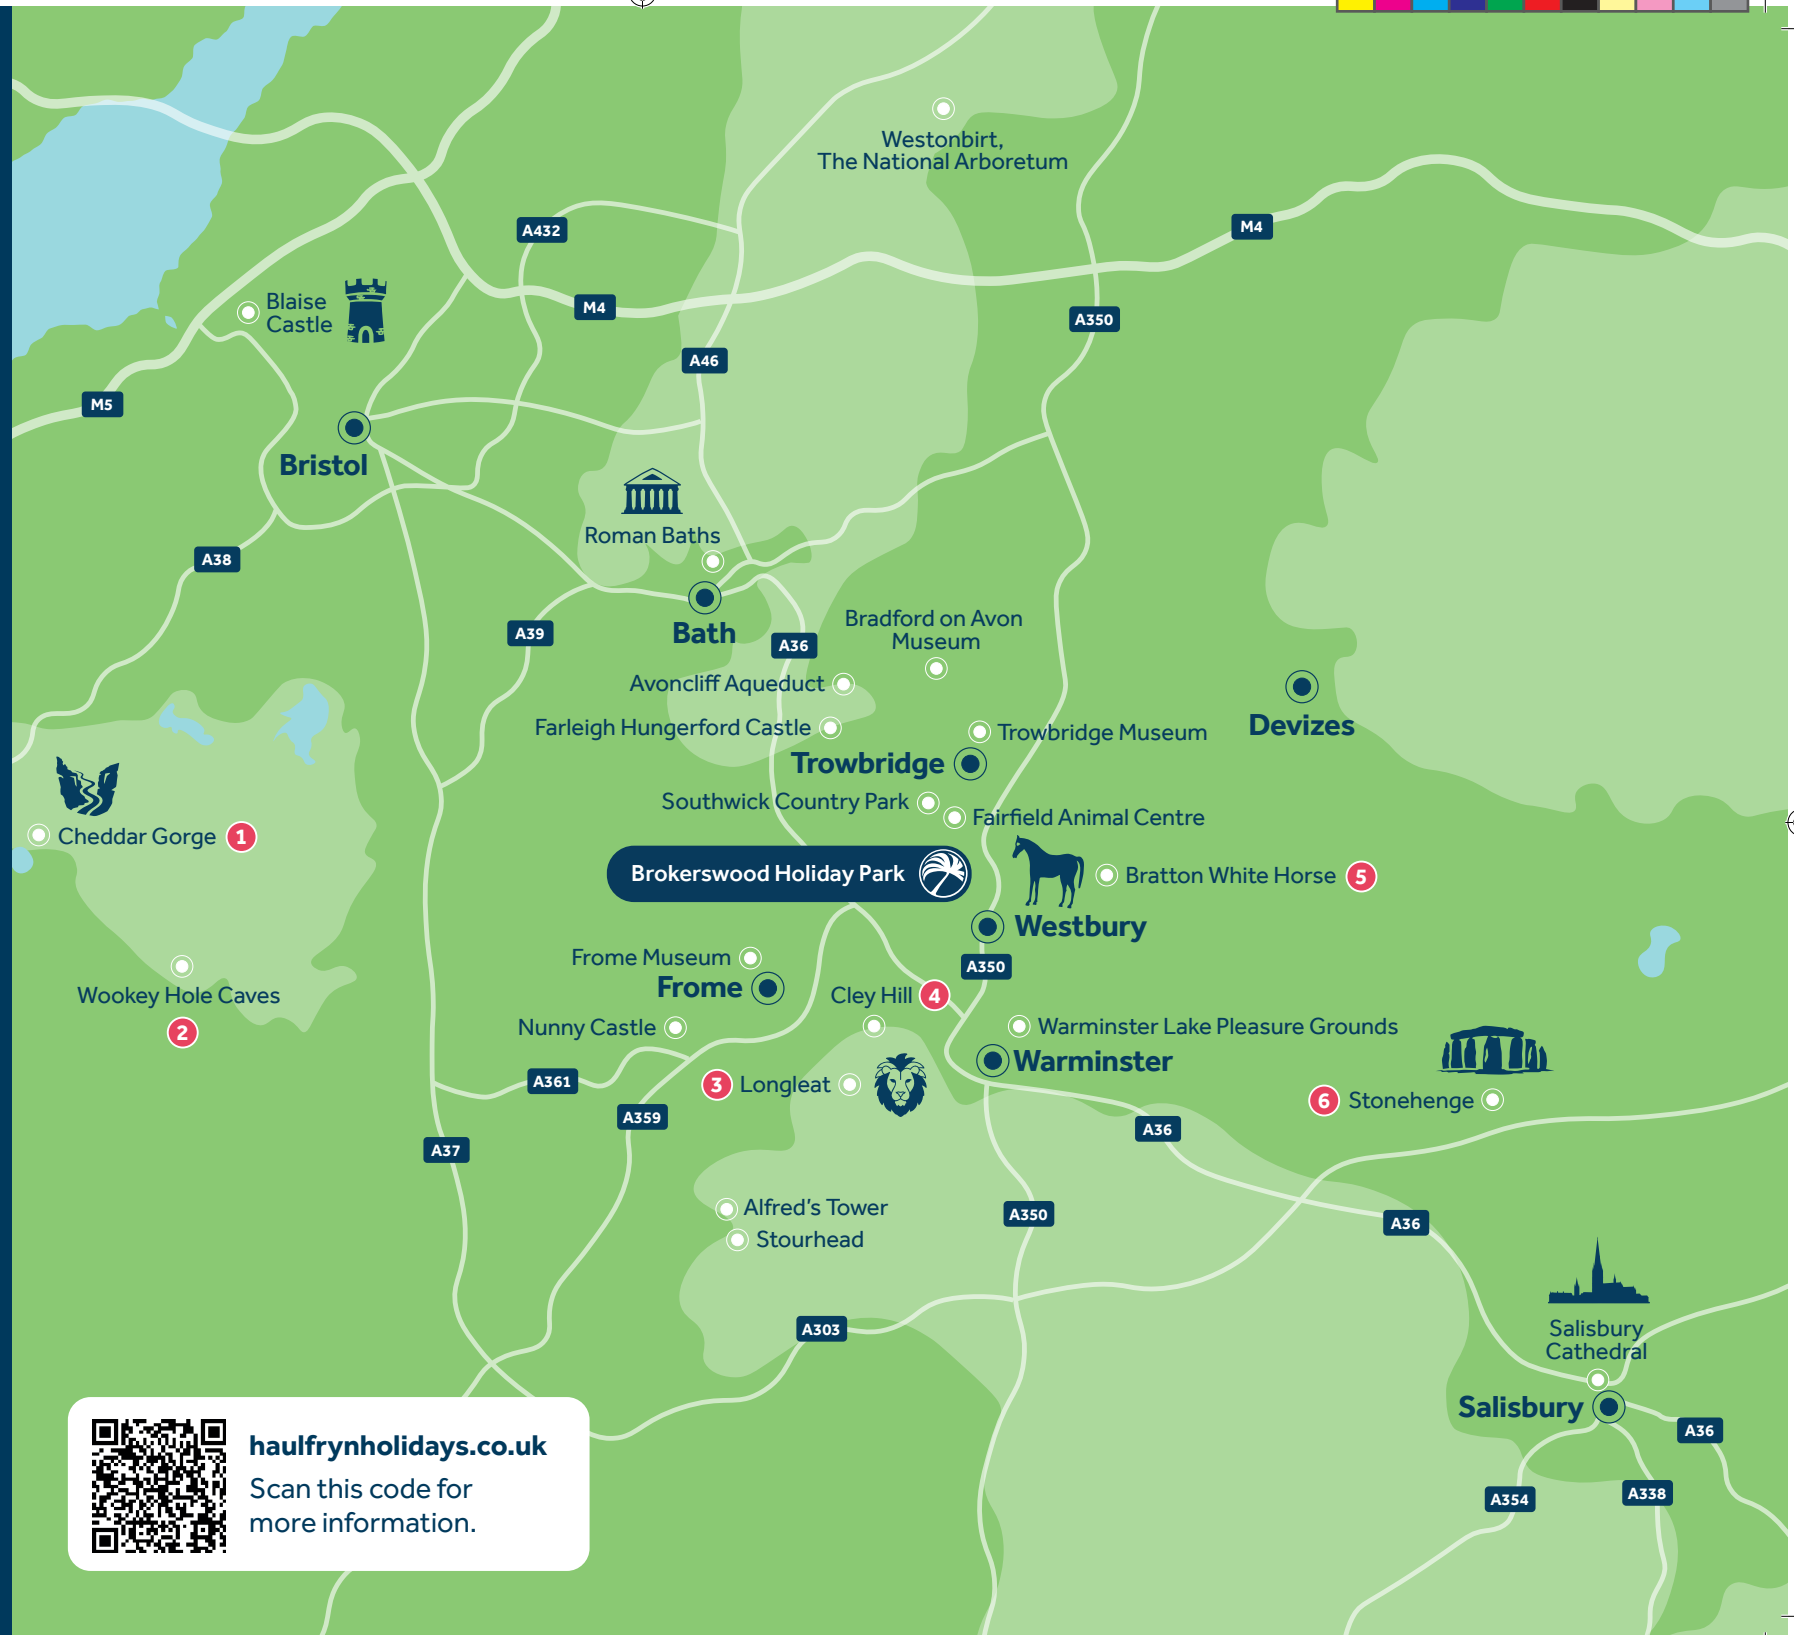 Westonbirt,
The National Arboretum
A432
M4
M4
Blaise
Castle
A350
A46
M5
Bristol
Roman Baths
A38
Bath
A39
A36
Bradford on Avon
Museum
Avoncliff Aqueduct
Farleigh Hungerford Castle
Trowbridge Museum
Devizes
Trowbridge
Southwick Country Park
Fairfield Animal Centre
Cheddar Gorge 1
Brokerswood Holiday Park
Bratton White Horse 5
Westbury
Frome Museum
A350
Frome
Cley Hill 4
Wookey Hole Caves
2
Nunny Castle
Warminster Lake Pleasure Grounds
Warminster
A361
3 Longleat
6 Stonehenge
A359
A36
A37
Alfred's Tower
A350
A36
Stourhead
A303
Salisbury
Cathedral
Salisbury
A36
haulfrynholidays.co.uk
Scan this code for
more information.
A354
A338